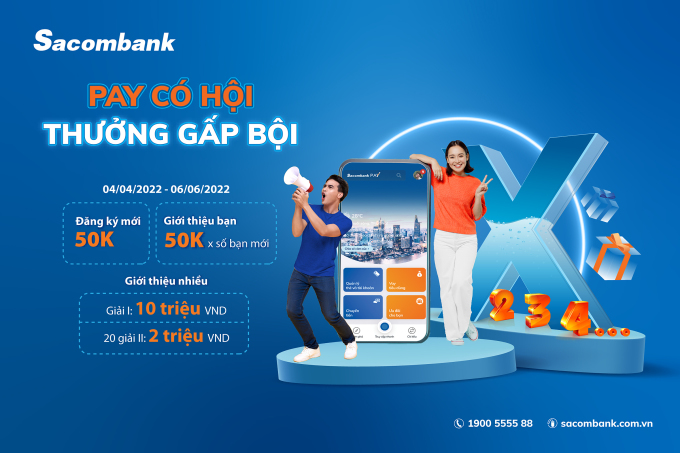 Sacombank
PAY CÓ HỘI
THƯỞNG GẤP BỘI
04/04/2022 - 06/06/2022
Đăng ký mới
50K
Giới thiệu bạn
50K x số bạn mới
Giới thiệu nhiều
Giải I: 10 triệu VND
20 giải II: 2 triệu VND
Sacombank PAY
X
2 3 4...
1900 5555 88
sacombank.com.vn